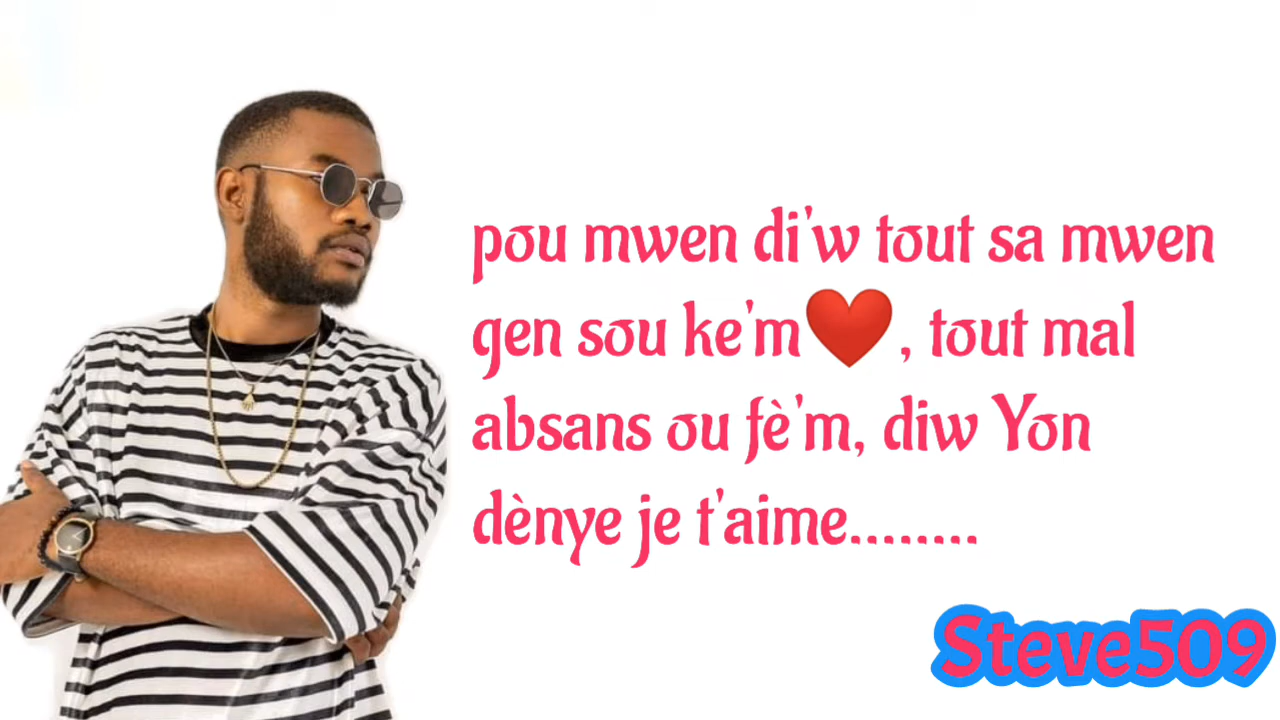 pou mwen di'w tout sa mwen
gen sou ke'm❤️, tout mal
absans ou fè'm, diw Yon
dènye je t'aime........
Steve509